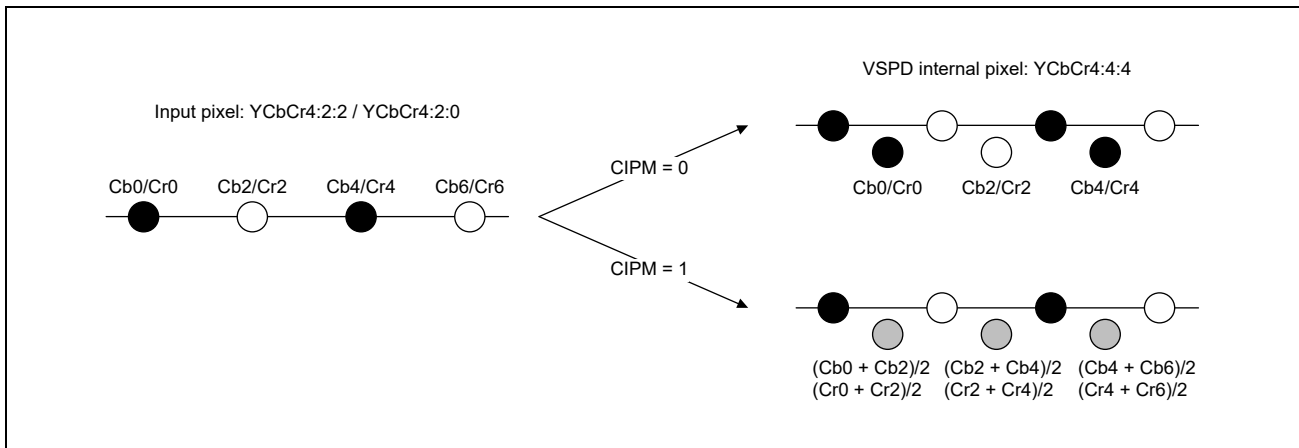 VSPD internal pixel: YCbCr4:4:4
Input pixel: YCbCr4:2:2 / YCbCr4:2:0
CIPM = 0
Cb0/Cr0 Cb2/Cr2 Cb4/Cr4
Cb0/Cr0 Cb2/Cr2 Cb4/Cr4 Cb6/Cr6
CIPM = 1
(Cb0 + Cb2)/2 (Cb2 + Cb4)/2 (Cb4 + Cb6)/2
(Cr0 + Cr2)/2 (Cr2 + Cr4)/2 (Cr4 + Cr6)/2